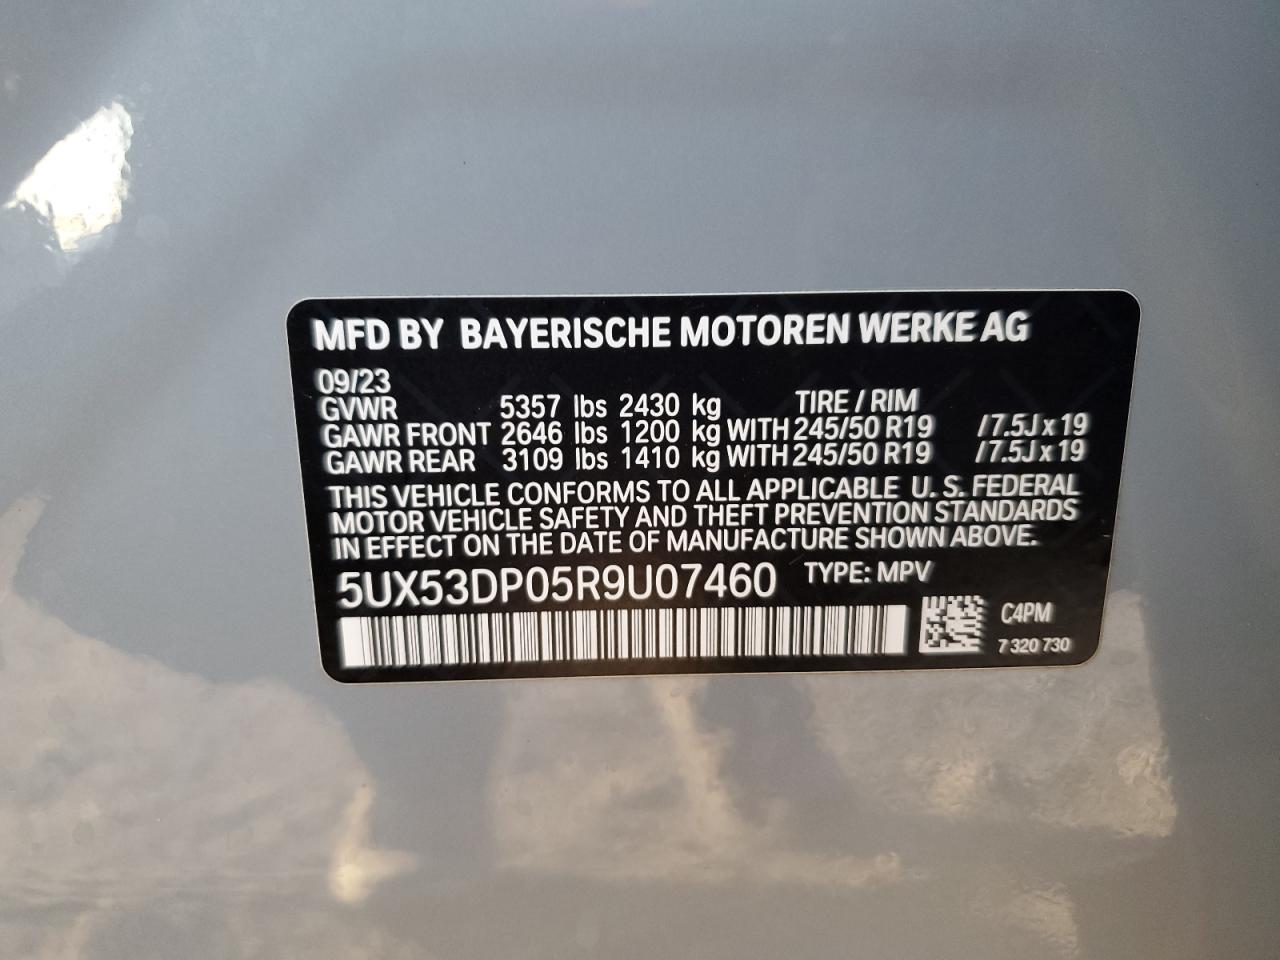 MFD BY BAYERISCHE MOTOREN WERKE AG
09/23
GVWR 5357 lbs 2430 kg TIRE / RIM
GAWR FRONT 2646 lbs 1200 kg WITH 245/50 R19 /7.5J x 19
GAWR REAR 3109 lbs 1410 kg WITH 245/50 R19 /7.5J x 19
THIS VEHICLE CONFORMS TO ALL APPLICABLE U. S. FEDERAL
MOTOR VEHICLE SAFETY AND THEFT PREVENTION STANDARDS
IN EFFECT ON THE DATE OF MANUFACTURE SHOWN ABOVE.
5UX53DP05R9U07460 TYPE: MPV
C4PM
7 320 730